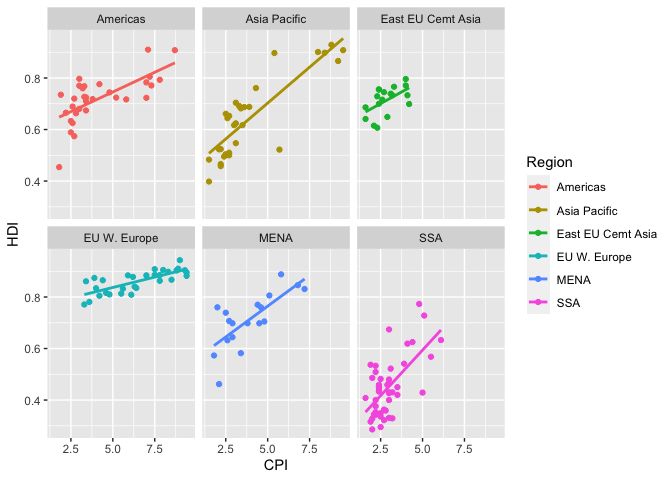 Americas Asia Pacific East EU Cemt Asia
0.8
0.6
0.4
EU W. Europe MENA SSA
0.8
0.6
0.4
2.5 5.0 7.5 2.5 5.0 7.5 2.5 5.0 7.5
CPI
HDI
Region
Americas
Asia Pacific
East EU Cemt Asia
EU W. Europe
MENA
SSA